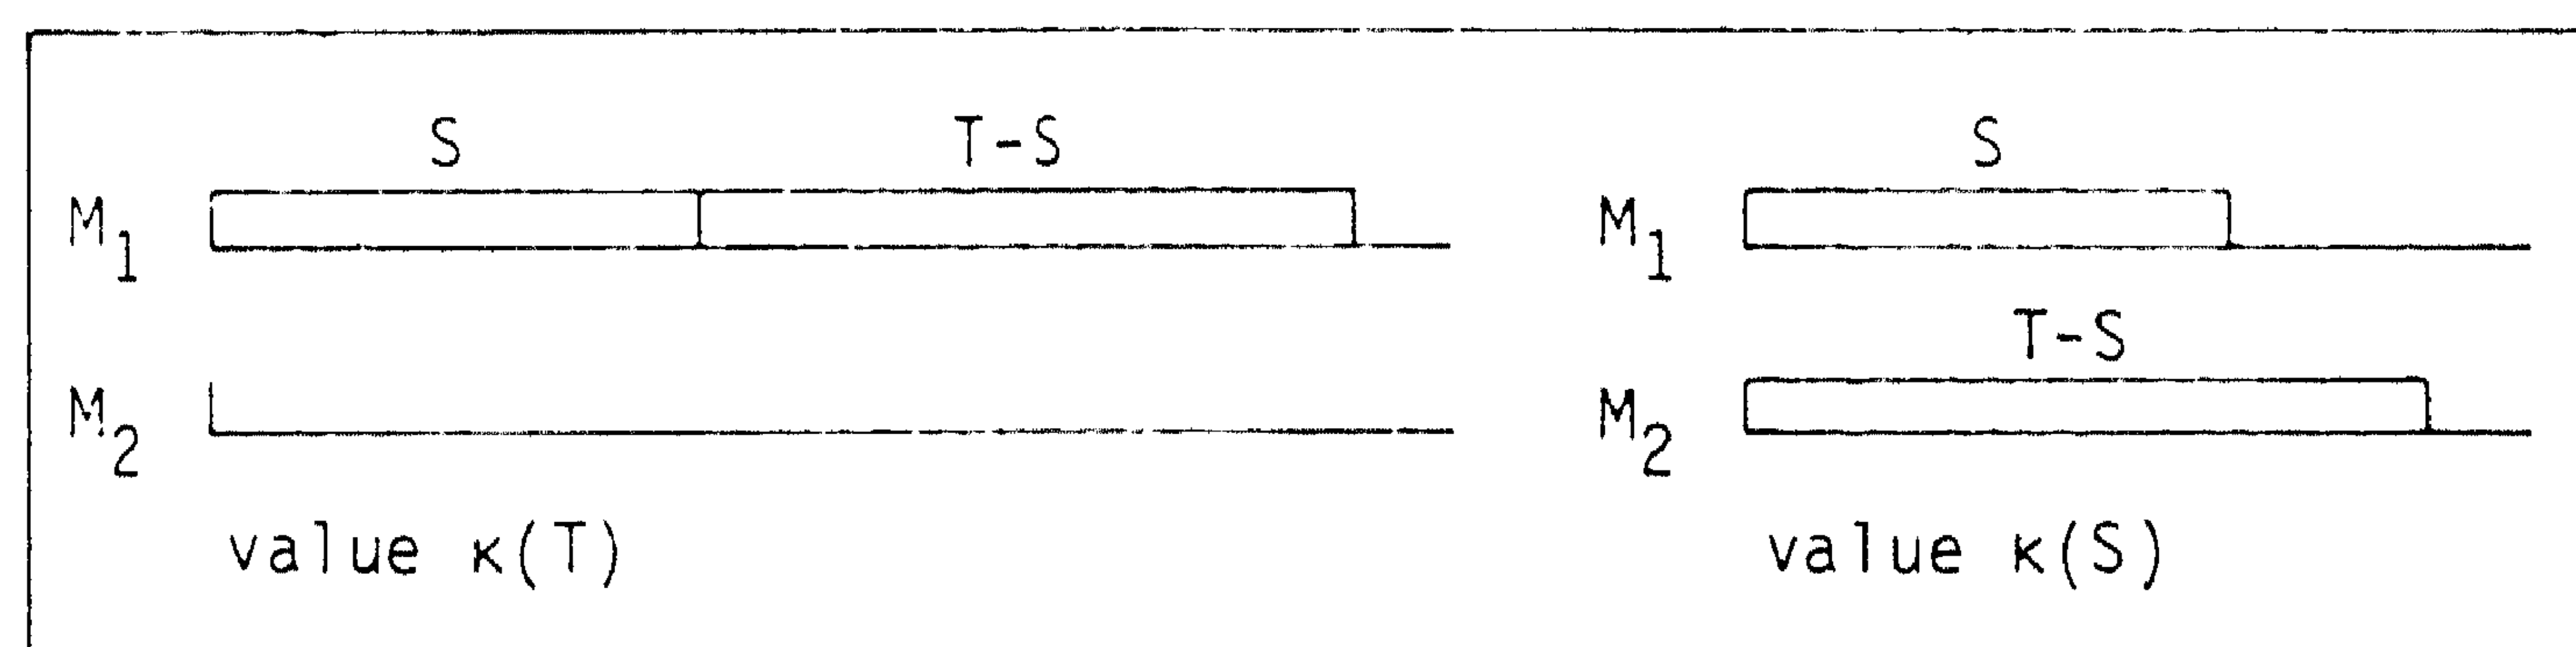 S T-S S
M1 M1
T-S
M2 M2
value κ(T) value κ(S)